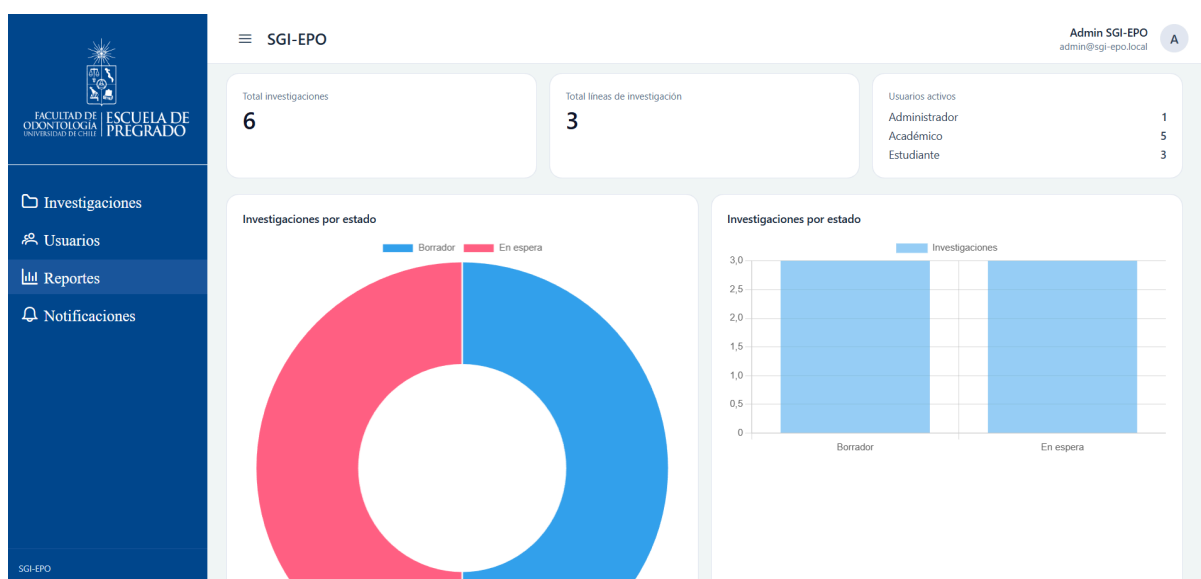 FACULTAD DE
ODONTOLOGÍA
UNIVERSIDAD DE CHILE
ESCUELA DE
PREGRADO
Investigaciones
Usuarios
Reportes
Notificaciones
SGI-EPO
SGI-EPO
Admin SGI-EPO
admin@sgi-epo.local
A
Total investigaciones
6
Total líneas de investigación
3
Usuarios activos
Administrador 1
Académico 5
Estudiante 3
Investigaciones por estado
Borrador En espera
Investigaciones por estado
Investigaciones
3,0
2,5
2,0
1,5
1,0
0,5
0
Borrador En espera